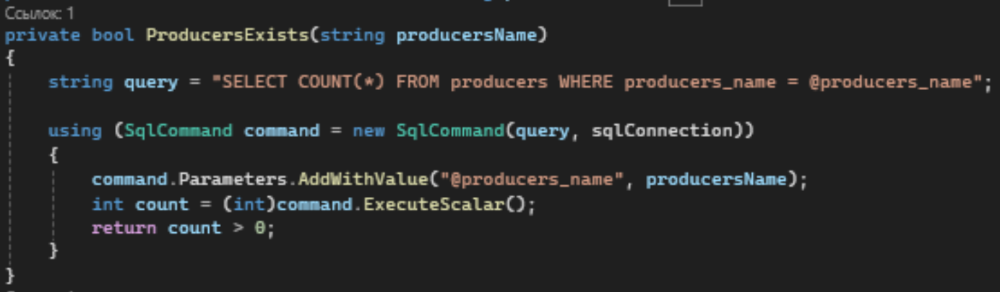 Ссылок: 1
private bool ProducersExists(string producersName)
{
string query = "SELECT COUNT(*) FROM producers WHERE producers_name = @producers_name";
using (SqlCommand command = new SqlCommand(query, sqlConnection))
{
command.Parameters.AddWithValue("@producers_name", producersName);
int count = (int)command.ExecuteScalar();
return count > 0;
}
}